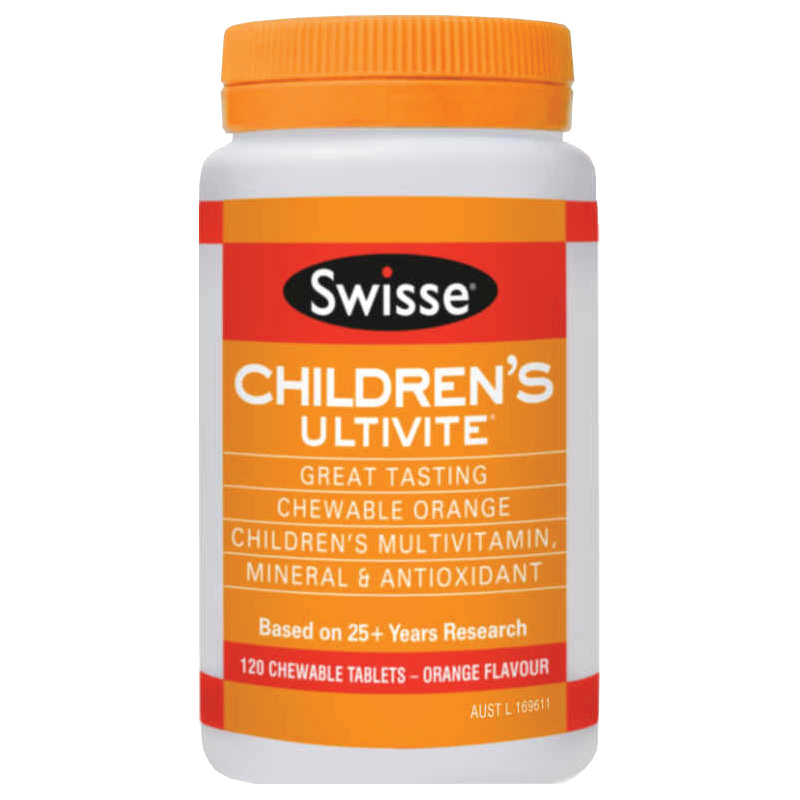 Swisse®
CHILDREN'S
ULTIVITE®
GREAT TASTING
CHEWABLE ORANGE
CHILDREN'S MULTIVITAMIN,
MINERAL & ANTIOXIDANT
Based on 25+ Years Research
120 CHEWABLE TABLETS – ORANGE FLAVOUR
AUST L 169611